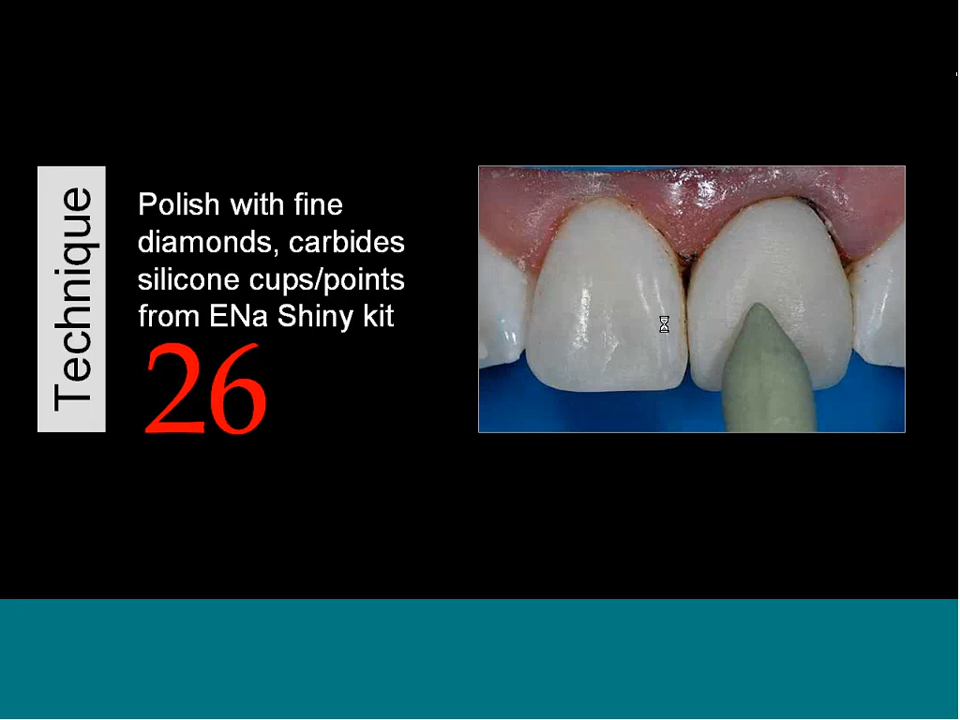 Technique
Polish with fine
diamonds, carbides
silicone cups/points
from ENa Shiny kit
26